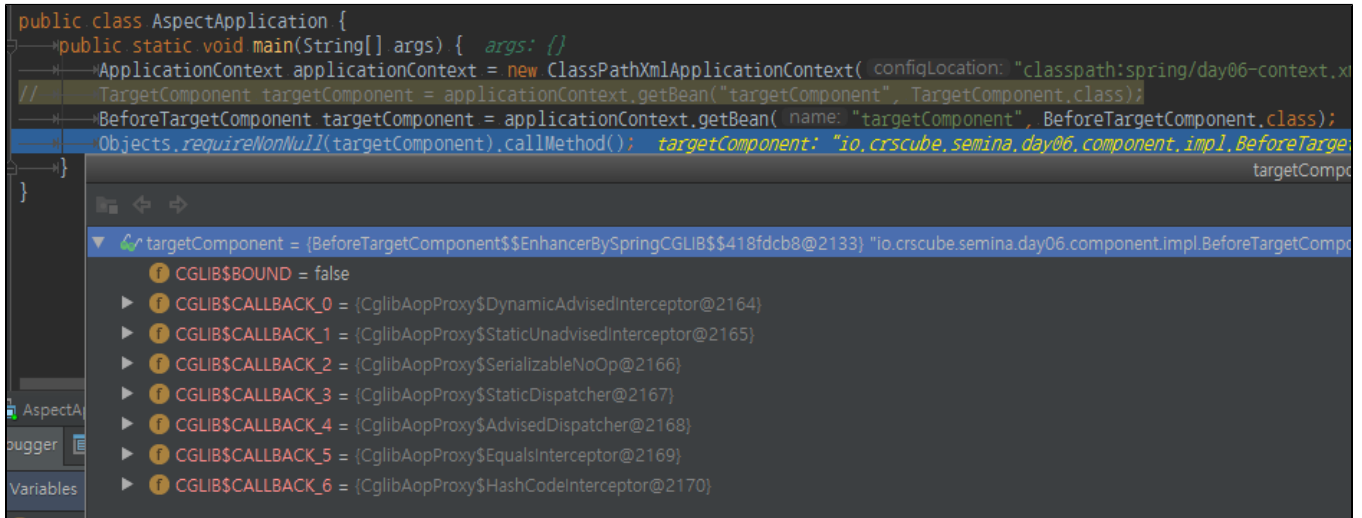 public class AspectApplication {
public static void main(String[] args) { args: {}
ApplicationContext applicationContext = new ClassPathXmlApplicationContext( configLocation: "classpath:spring/day06-context.x
// TargetComponent targetComponent = applicationContext.getBean("targetComponent", TargetComponent.class);
BeforeTargetComponent targetComponent = applicationContext.getBean( name: "targetComponent", BeforeTargetComponent.class);
Objects.requireNonNull(targetComponent).callMethod(); targetComponent: "io.crscube.semina.day06.component.impl.BeforeTarge
}
targetCompo
}
targetComponent = {BeforeTargetComponent$$EnhancerBySpringCGLIB$$418fdcb8@2133} "io.crscube.semina.day06.component.impl.BeforeTargetCompo
f CGLIB$BOUND = false
f CGLIB$CALLBACK_0 = {CglibAopProxy$DynamicAdvisedInterceptor@2164}
f CGLIB$CALLBACK_1 = {CglibAopProxy$StaticUnadvisedInterceptor@2165}
f CGLIB$CALLBACK_2 = {CglibAopProxy$SerializableNoOp@2166}
f CGLIB$CALLBACK_3 = {CglibAopProxy$StaticDispatcher@2167}
AspectA
f CGLIB$CALLBACK_4 = {CglibAopProxy$AdvisedDispatcher@2168}
bugger
f CGLIB$CALLBACK_5 = {CglibAopProxy$EqualsInterceptor@2169}
Variables
f CGLIB$CALLBACK_6 = {CglibAopProxy$HashCodeInterceptor@2170}